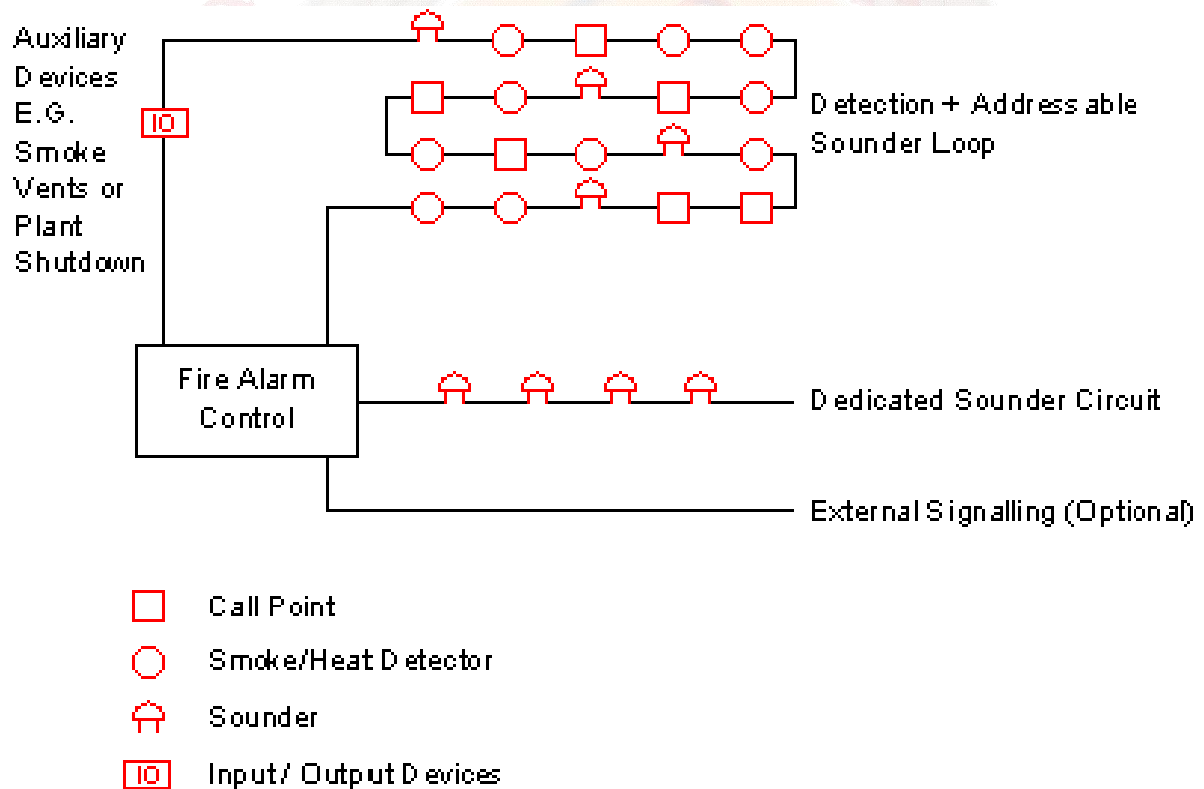 Auxiliary
Devices
E.G.
Smoke
Vents or
Plant
Shutdown
IO
Detection + Addressable
Sounder Loop
Fire Alarm
Control
Dedicated Sounder Circuit
External Signalling (Optional)
Call Point
Smoke/Heat Detector
Sounder
IO
Input/ Output Devices